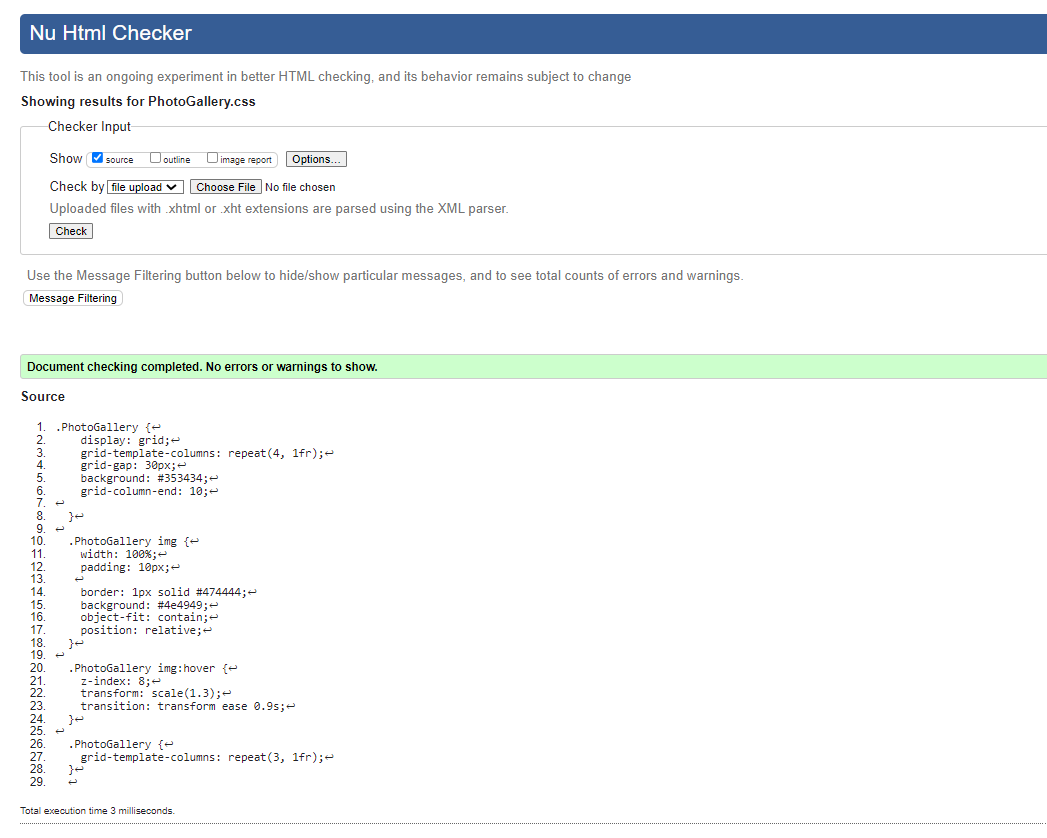 Nu Html Checker
This tool is an ongoing experiment in better HTML checking, and its behavior remains subject to change
Showing results for PhotoGallery.css
Checker Input
Show source outline image report Options...
Check by file upload Choose File No file chosen
Uploaded files with .xhtml or .xht extensions are parsed using the XML parser.
Check
Use the Message Filtering button below to hide/show particular messages, and to see total counts of errors and warnings.
Message Filtering
Document checking completed. No errors or warnings to show.
Source
1. .PhotoGallery {↩
2. display: grid;↩
3. grid-template-columns: repeat(4, 1fr);↩
4. grid-gap: 30px;↩
5. background: #353434;↩
6. grid-column-end: 10;↩
7. ↩
8. }↩
9. ↩
10. .PhotoGallery img {↩
11. width: 100%;↩
12. padding: 10px;↩
13. ↩
14. border: 1px solid #474444;↩
15. background: #4e4949;↩
16. object-fit: contain;↩
17. position: relative;↩
18. }↩
19. ↩
20. .PhotoGallery img:hover {↩
21. z-index: 8;↩
22. transform: scale(1.3);↩
23. transition: transform ease 0.9s;↩
24. }↩
25. ↩
26. .PhotoGallery {↩
27. grid-template-columns: repeat(3, 1fr);↩
28. }↩
29. ↩
Total execution time 3 milliseconds.